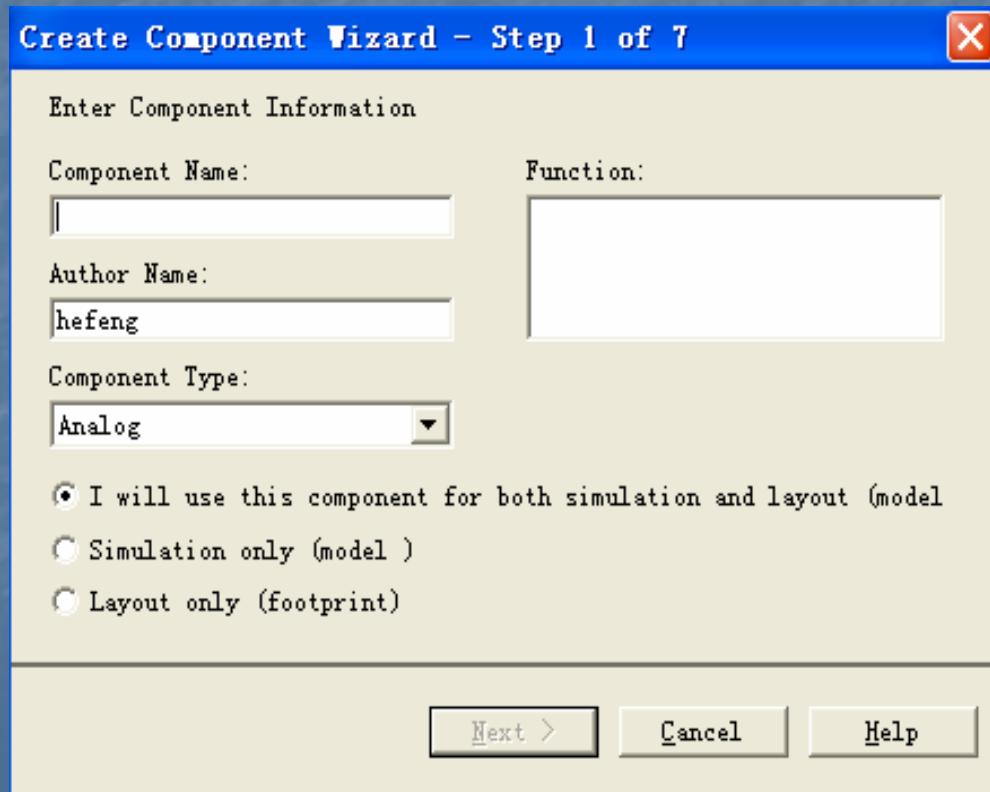 Create Component Wizard - Step 1 of 7
Enter Component Information
Component Name:
Function:
Author Name:
hefeng
Component Type:
Analog
I will use this component for both simulation and layout (model
Simulation only (model )
Layout only (footprint)
Next >
Cancel
Help